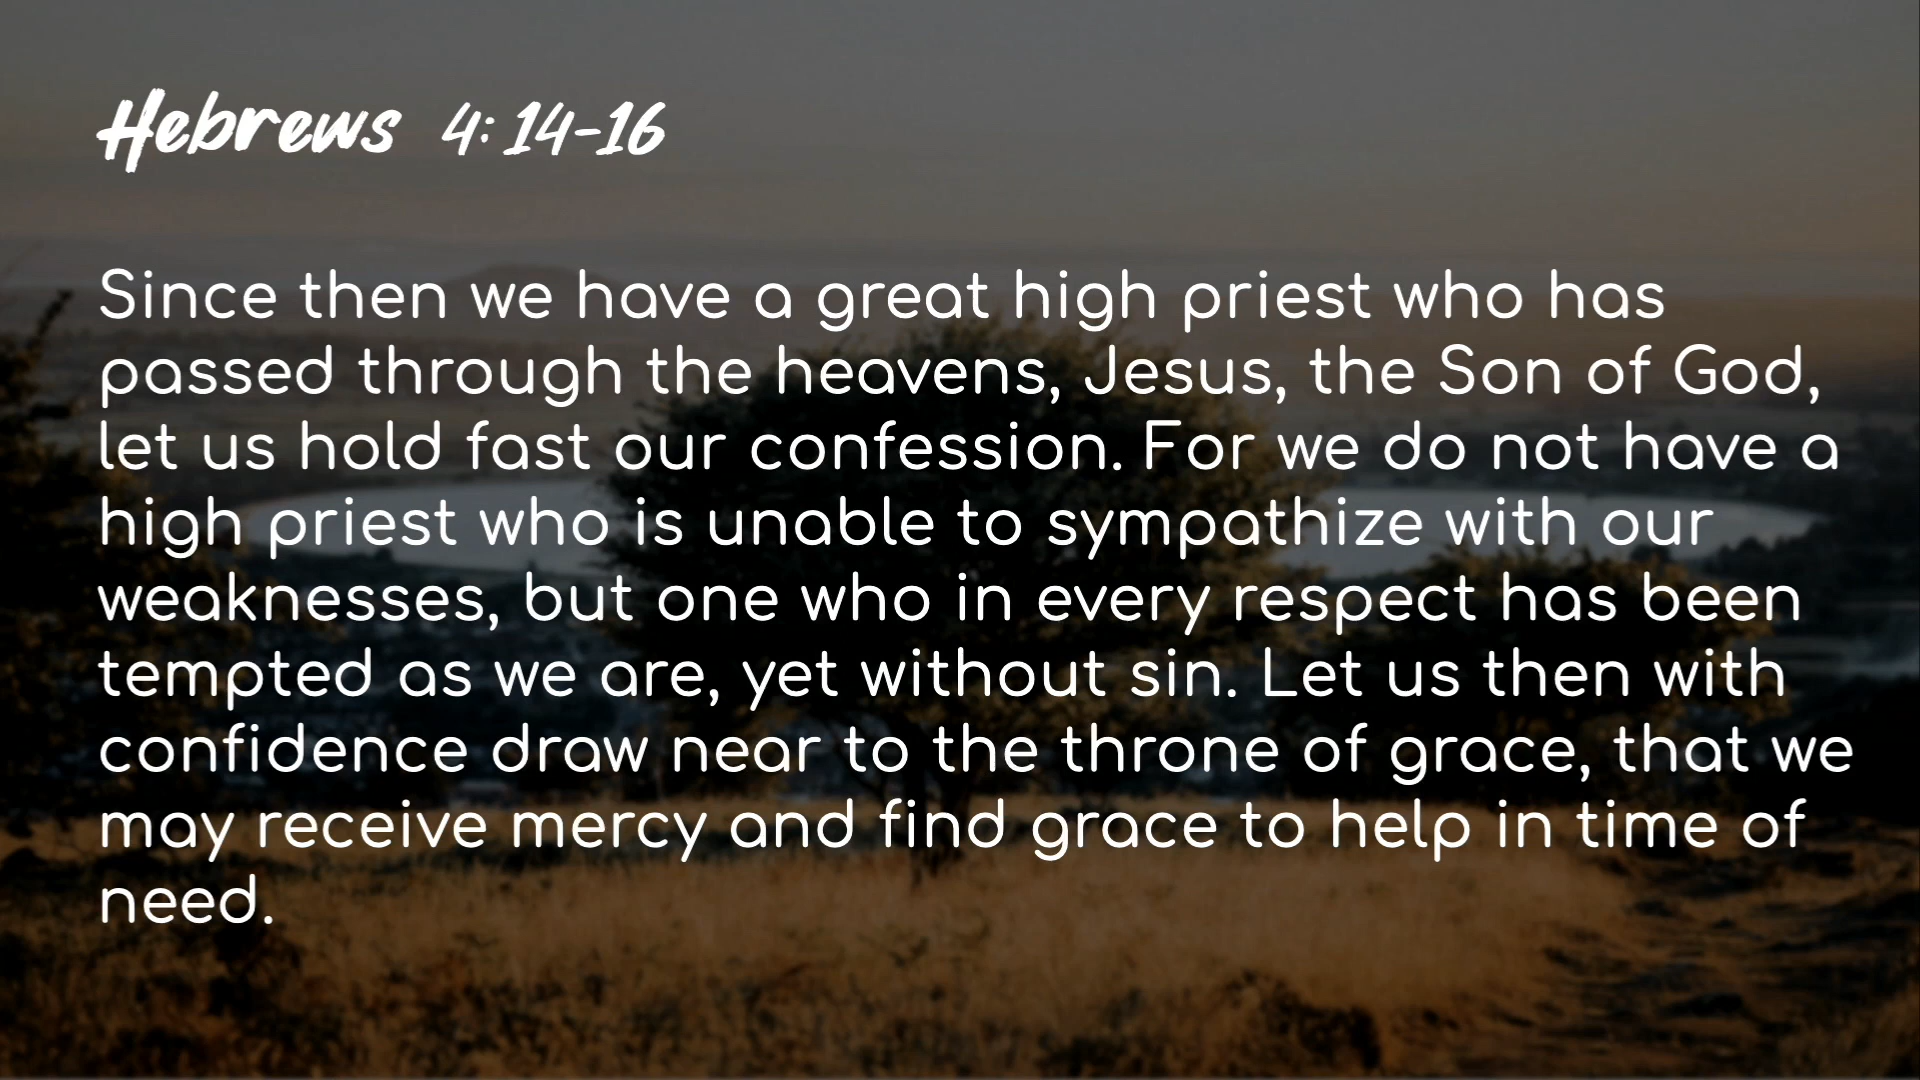 Hebrews 4:14-16
Since then we have a great high priest who has
passed through the heavens, Jesus, the Son of God,
let us hold fast our confession. For we do not have a
high priest who is unable to sympathize with our
weaknesses, but one who in every respect has been
tempted as we are, yet without sin. Let us then with
confidence draw near to the throne of grace, that we
may receive mercy and find grace to help in time of
need.